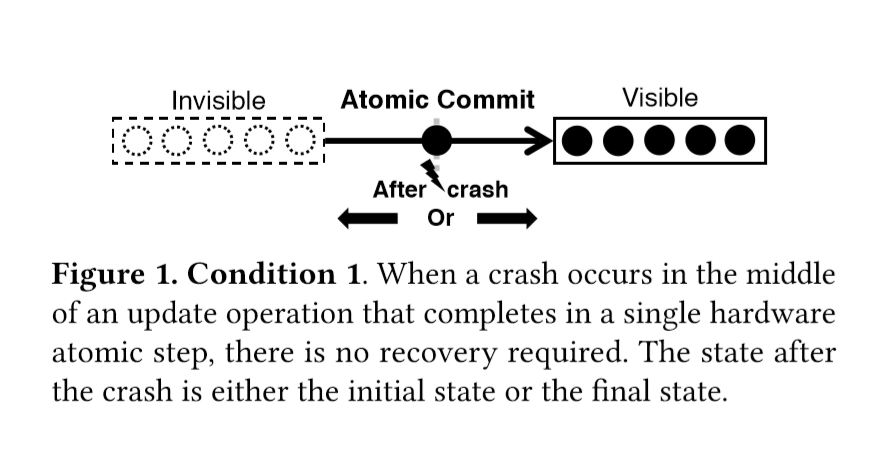 Invisible
Atomic Commit
Visible
After crash
Or
Figure 1. Condition 1. When a crash occurs in the middle
of an update operation that completes in a single hardware
atomic step, there is no recovery required. The state after
the crash is either the initial state or the final state.